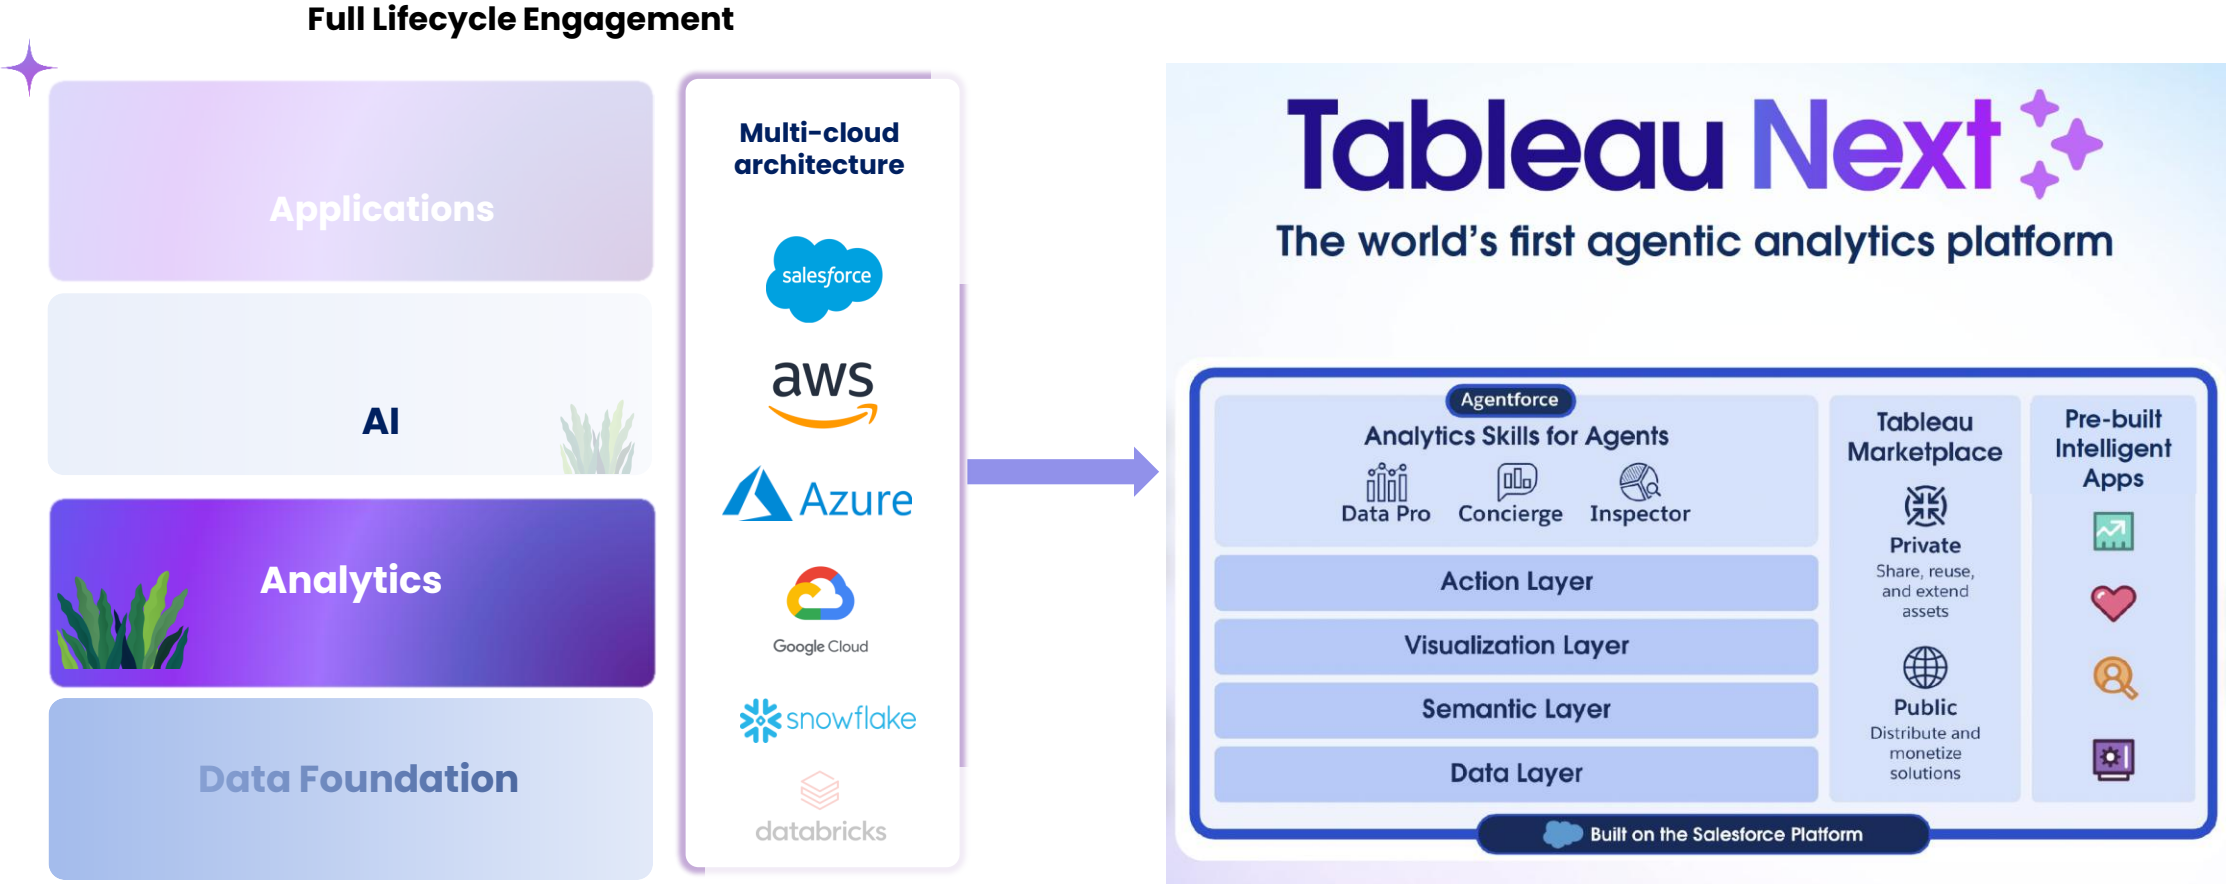 Full Lifecycle Engagement
Applications
AI
Analytics
Data Foundation
Multi-cloud
architecture
salesforce
aws
Azure
Google Cloud
snowflake
databricks
Tableau Next
The world's first agentic analytics platform
Agentforce
Analytics Skills for Agents
Data Pro
Concierge
Inspector
Action Layer
Visualization Layer
Semantic Layer
Data Layer
Tableau
Marketplace
Private
Share, reuse,
and extend
assets
Public
Distribute and
monetize
solutions
Pre-built
Intelligent
Apps
Built on the Salesforce Platform